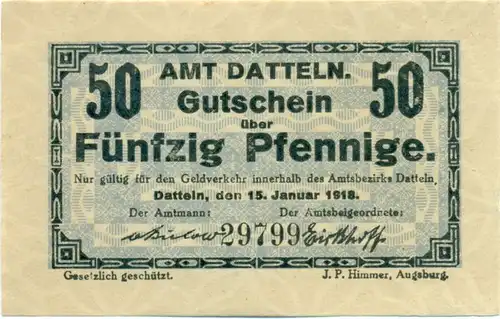 50 AMT DATTELN. 50
Gutschein
über
Fünfzig Pfennige.
Nur gültig für den Geldverkehr innerhalb des Amtsbezirks Datteln.
Datteln, den 15. Januar 1918.
Der Amtmann: Der Amtsbeigeordnete:
29799
Gesetzlich geschützt. J. P. Himmer, Augsburg.